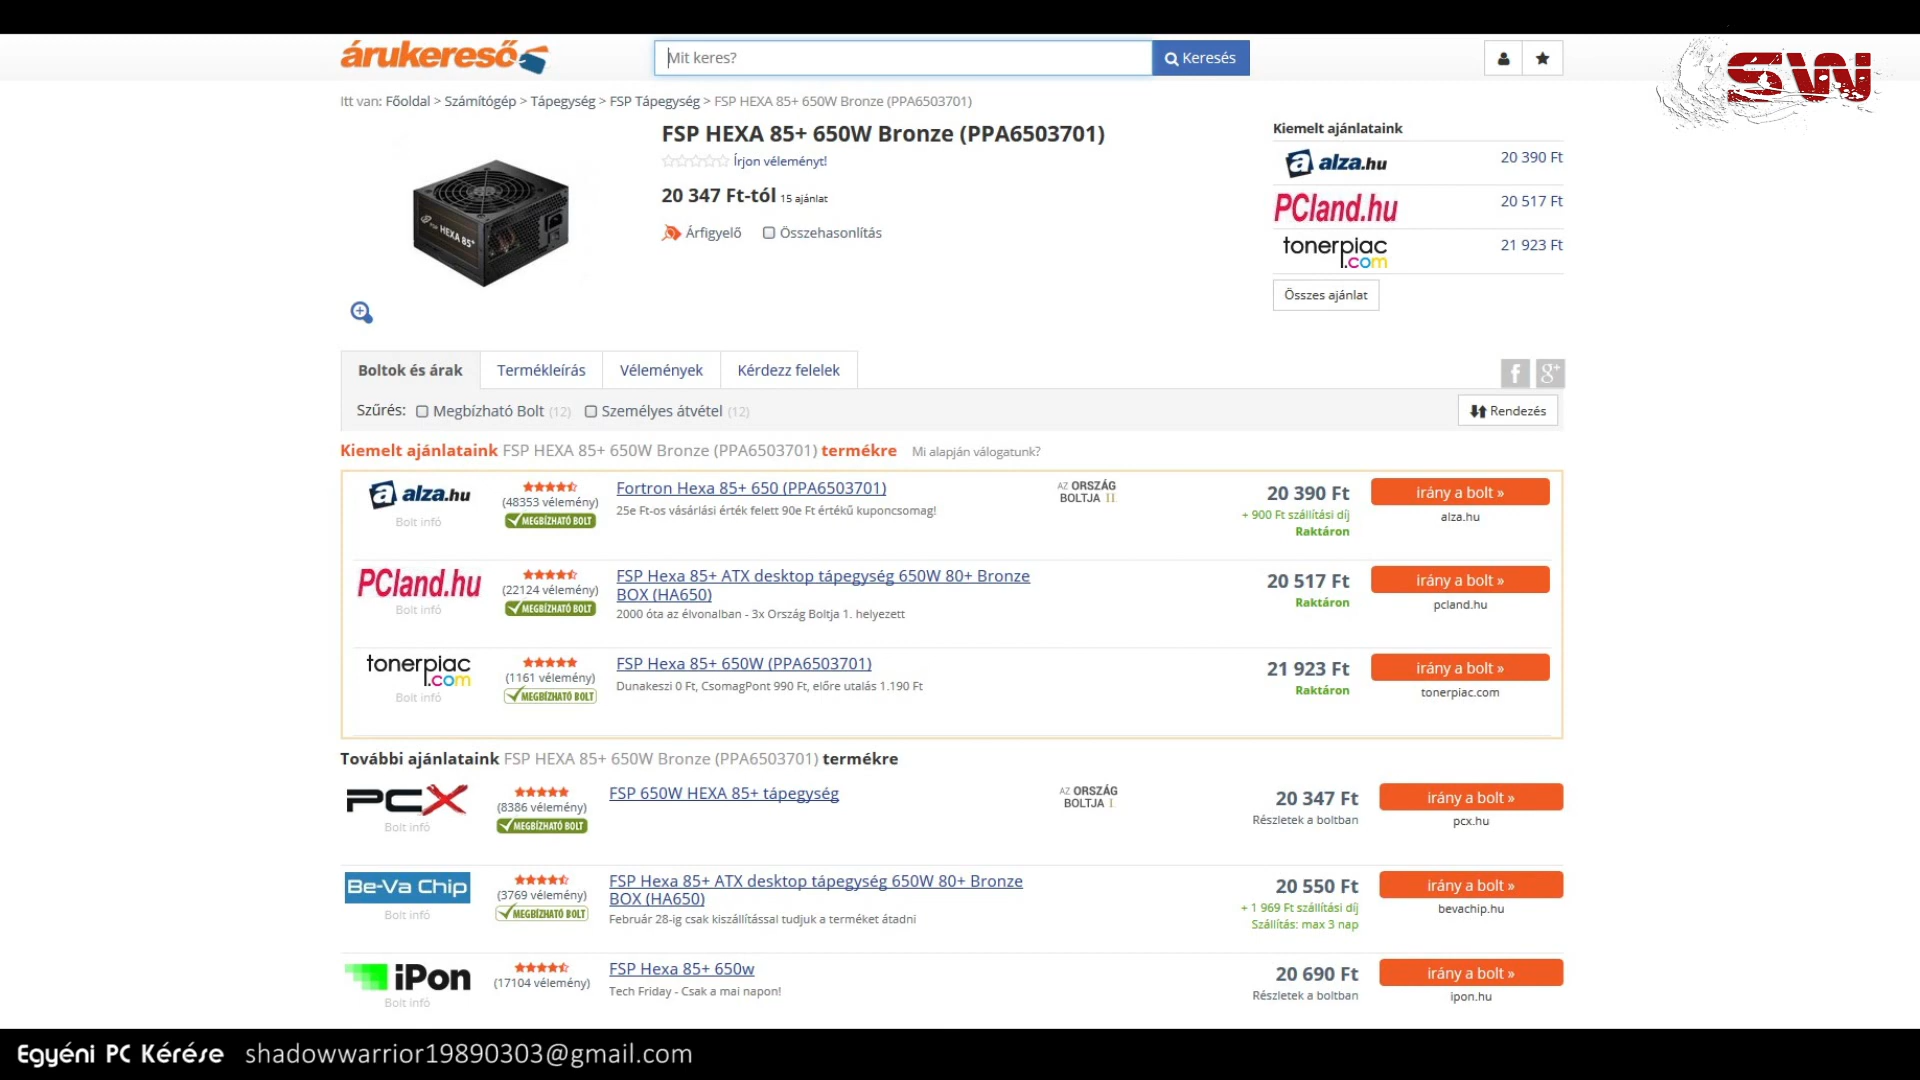 árukereső
Mit keres?
Keresés
SW
Itt van: Főoldal > Számítógép > Tápegység > FSP Tápegység > FSP HEXA 85+ 650W Bronze (PPA6503701)
FSP HEXA 85+ 650W Bronze (PPA6503701)
Írjon véleményt!
20 347 Ft-tól 15 ajánlat
Árfigyelő Összehasonlítás
FSP HEXA 85+
Kiemelt ajánlataink
alza.hu 20 390 Ft
PCland.hu 20 517 Ft
tonerpiac.com 21 923 Ft
Összes ajánlat
Boltok és árak Termékleírás Vélemények Kérdezz felelek
f g+
Szűrés: Megbízható Bolt (12) Személyes átvétel (12)
Rendezés
Kiemelt ajánlataink FSP HEXA 85+ 650W Bronze (PPA6503701) termékre Mi alapján válogatunk?
alza.hu
Bolt infó
(48353 vélemény)
MEGBÍZHATÓ BOLT
Fortron Hexa 85+ 650 (PPA6503701)
25e Ft-os vásárlási érték felett 90e Ft értékű kuponcsomag!
AZ ORSZÁG
BOLTJA II
20 390 Ft
+ 900 Ft szállítási díj
Raktáron
irány a bolt »
alza.hu
PCland.hu
Bolt infó
(22124 vélemény)
MEGBÍZHATÓ BOLT
FSP Hexa 85+ ATX desktop tápegység 650W 80+ Bronze
BOX (HA650)
2000 óta az élvonalban - 3x Ország Boltja 1. helyezett
20 517 Ft
Raktáron
irány a bolt »
pcland.hu
tonerpiac
.com
Bolt infó
(1161 vélemény)
MEGBÍZHATÓ BOLT
FSP Hexa 85+ 650W (PPA6503701)
Dunakeszi 0 Ft, CsomagPont 990 Ft, előre utalás 1.190 Ft
21 923 Ft
Raktáron
irány a bolt »
tonerpiac.com
További ajánlataink FSP HEXA 85+ 650W Bronze (PPA6503701) termékre
PCX
Bolt infó
(8386 vélemény)
MEGBÍZHATÓ BOLT
FSP 650W HEXA 85+ tápegység
AZ ORSZÁG
BOLTJA I.
20 347 Ft
Részletek a boltban
irány a bolt »
pcx.hu
Be-Va Chip
Bolt infó
(3769 vélemény)
MEGBÍZHATÓ BOLT
FSP Hexa 85+ ATX desktop tápegység 650W 80+ Bronze
BOX (HA650)
Február 28-ig csak kiszállítással tudjuk a terméket átadni
20 550 Ft
+ 1 969 Ft szállítási díj
Szállítás: max 3 nap
irány a bolt »
bevachip.hu
iPon
Bolt infó
(17104 vélemény)
FSP Hexa 85+ 650w
Tech Friday - Csak a mai napon!
20 690 Ft
Részletek a boltban
irány a bolt »
ipon.hu
Egyéni PC Kérése shadowwarrior19890303@gmail.com